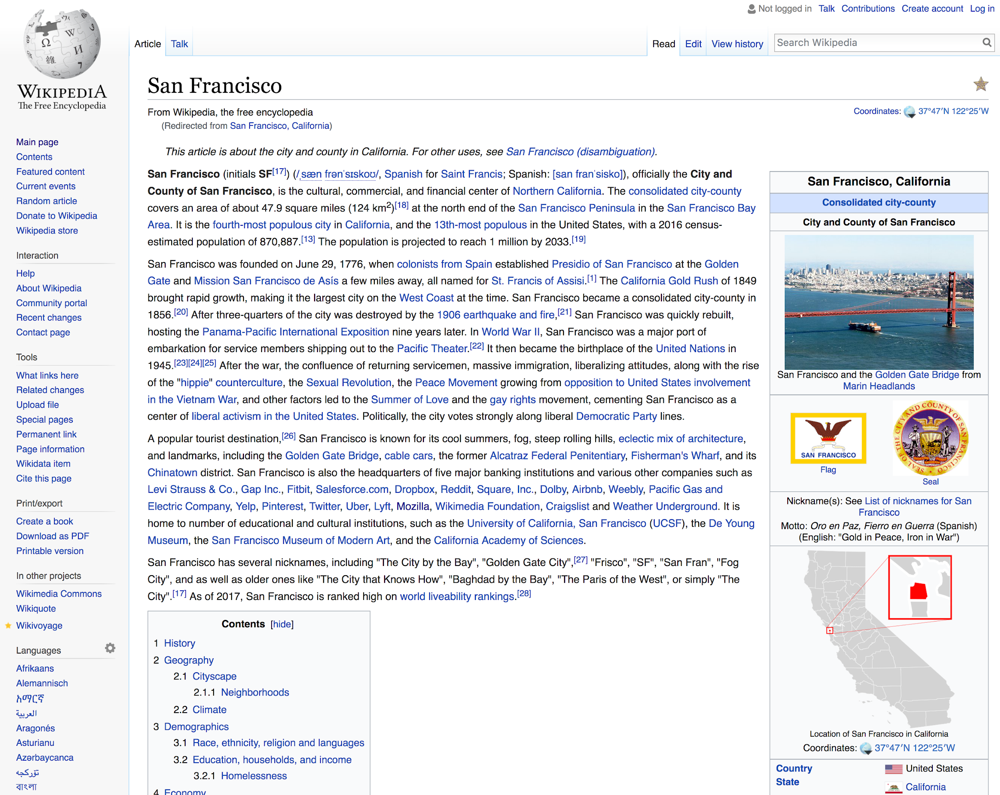 Not logged in Talk Contributions Create account Log in
Article Talk Read Edit View history Search Wikipedia
WIKIPEDIA
The Free Encyclopedia
Main page
Contents
Featured content
Current events
Random article
Donate to Wikipedia
Wikipedia store
Interaction
Help
About Wikipedia
Community portal
Recent changes
Contact page
Tools
What links here
Related changes
Upload file
Special pages
Permanent link
Page information
Wikidata item
Cite this page
Print/export
Create a book
Download as PDF
Printable version
In other projects
Wikimedia Commons
Wikiquote
Wikivoyage
Languages
Afrikaans
Alemannisch
አማርኛ
العربية
Aragonés
Asturianu
Azərbaycanca
تۆرکجه
বাংলা
San Francisco
From Wikipedia, the free encyclopedia
(Redirected from San Francisco, California)
Coordinates: 37°47′N 122°25′W
This article is about the city and county in California. For other uses, see San Francisco (disambiguation).
San Francisco (initials SF[17]) (/ˌsæn frənˈsɪskoʊ/, Spanish for Saint Francis; Spanish: [san franˈsisko]), officially the City and
County of San Francisco, is the cultural, commercial, and financial center of Northern California. The consolidated city-county
covers an area of about 47.9 square miles (124 km2)[18] at the north end of the San Francisco Peninsula in the San Francisco Bay
Area. It is the fourth-most populous city in California, and the 13th-most populous in the United States, with a 2016 census-
estimated population of 870,887.[13] The population is projected to reach 1 million by 2033.[19]
San Francisco was founded on June 29, 1776, when colonists from Spain established Presidio of San Francisco at the Golden
Gate and Mission San Francisco de Asís a few miles away, all named for St. Francis of Assisi.[1] The California Gold Rush of 1849
brought rapid growth, making it the largest city on the West Coast at the time. San Francisco became a consolidated city-county in
1856.[20] After three-quarters of the city was destroyed by the 1906 earthquake and fire,[21] San Francisco was quickly rebuilt,
hosting the Panama-Pacific International Exposition nine years later. In World War II, San Francisco was a major port of
embarkation for service members shipping out to the Pacific Theater.[22] It then became the birthplace of the United Nations in
1945.[23][24][25] After the war, the confluence of returning servicemen, massive immigration, liberalizing attitudes, along with the rise
of the "hippie" counterculture, the Sexual Revolution, the Peace Movement growing from opposition to United States involvement
in the Vietnam War, and other factors led to the Summer of Love and the gay rights movement, cementing San Francisco as a
center of liberal activism in the United States. Politically, the city votes strongly along liberal Democratic Party lines.
A popular tourist destination,[26] San Francisco is known for its cool summers, fog, steep rolling hills, eclectic mix of architecture,
and landmarks, including the Golden Gate Bridge, cable cars, the former Alcatraz Federal Penitentiary, Fisherman's Wharf, and its
Chinatown district. San Francisco is also the headquarters of five major banking institutions and various other companies such as
Levi Strauss & Co., Gap Inc., Fitbit, Salesforce.com, Dropbox, Reddit, Square, Inc., Dolby, Airbnb, Weebly, Pacific Gas and
Electric Company, Yelp, Pinterest, Twitter, Uber, Lyft, Mozilla, Wikimedia Foundation, Craigslist and Weather Underground. It is
home to number of educational and cultural institutions, such as the University of California, San Francisco (UCSF), the De Young
Museum, the San Francisco Museum of Modern Art, and the California Academy of Sciences.
San Francisco has several nicknames, including "The City by the Bay", "Golden Gate City",[27] "Frisco", "SF", "San Fran", "Fog
City", and as well as older ones like "The City that Knows How", "Baghdad by the Bay", "The Paris of the West", or simply "The
City".[17] As of 2017, San Francisco is ranked high on world liveability rankings.[28]
Contents [hide]
1 History
2 Geography
2.1 Cityscape
2.1.1 Neighborhoods
2.2 Climate
3 Demographics
3.1 Race, ethnicity, religion and languages
3.2 Education, households, and income
3.2.1 Homelessness
4 Economy
San Francisco, California
Consolidated city-county
City and County of San Francisco
San Francisco and the Golden Gate Bridge from
Marin Headlands
SAN FRANCISCO
Flag
SEAL OF THE CITY AND COUNTY OF SAN FRANCISCO
Seal
Nickname(s): See List of nicknames for San
Francisco
Motto: Oro en Paz, Fierro en Guerra (Spanish)
(English: "Gold in Peace, Iron in War")
Location of San Francisco in California
Coordinates: 37°47′N 122°25′W
Country United States
State California